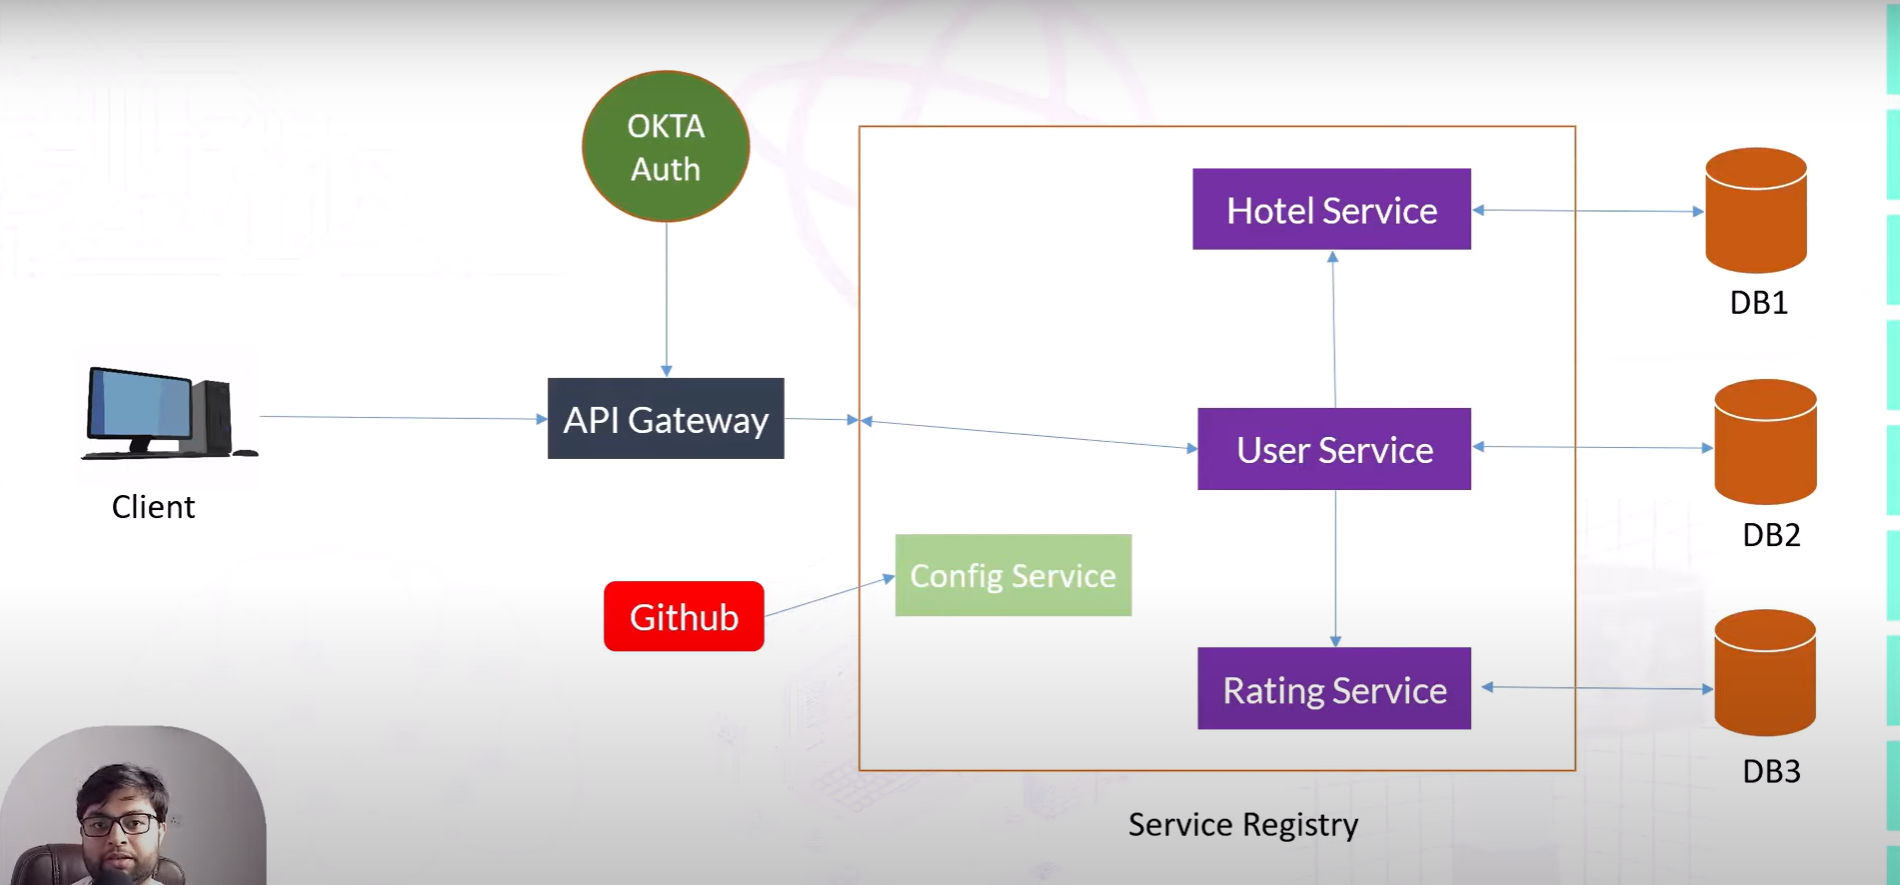 OKTA
Auth
Hotel Service
DB1
API Gateway
User Service
Client
DB2
Config Service
Github
Rating Service
DB3
Service Registry